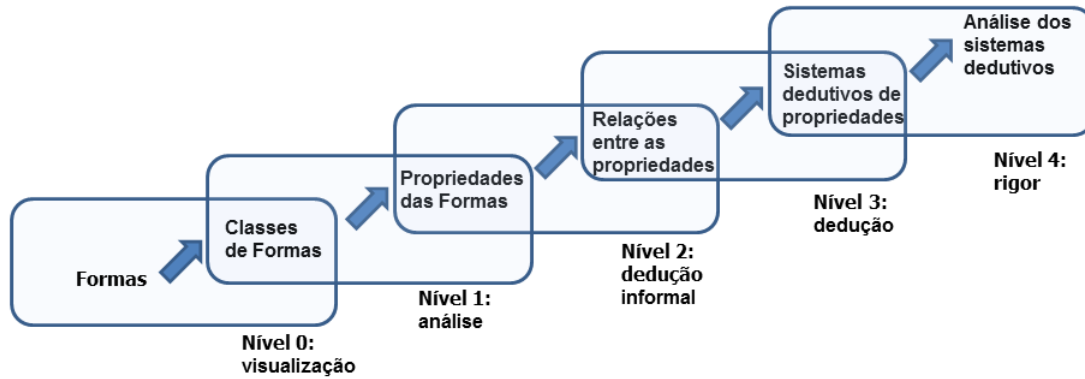 Formas
Nível 0:
visualização
Classes
de Formas
Nível 1:
análise
Propriedades
das Formas
Nível 2:
dedução
informal
Relações
entre as
propriedades
Nível 3:
dedução
Sistemas
dedutivos de
propriedades
Nível 4:
rigor
Análise dos
sistemas
dedutivos